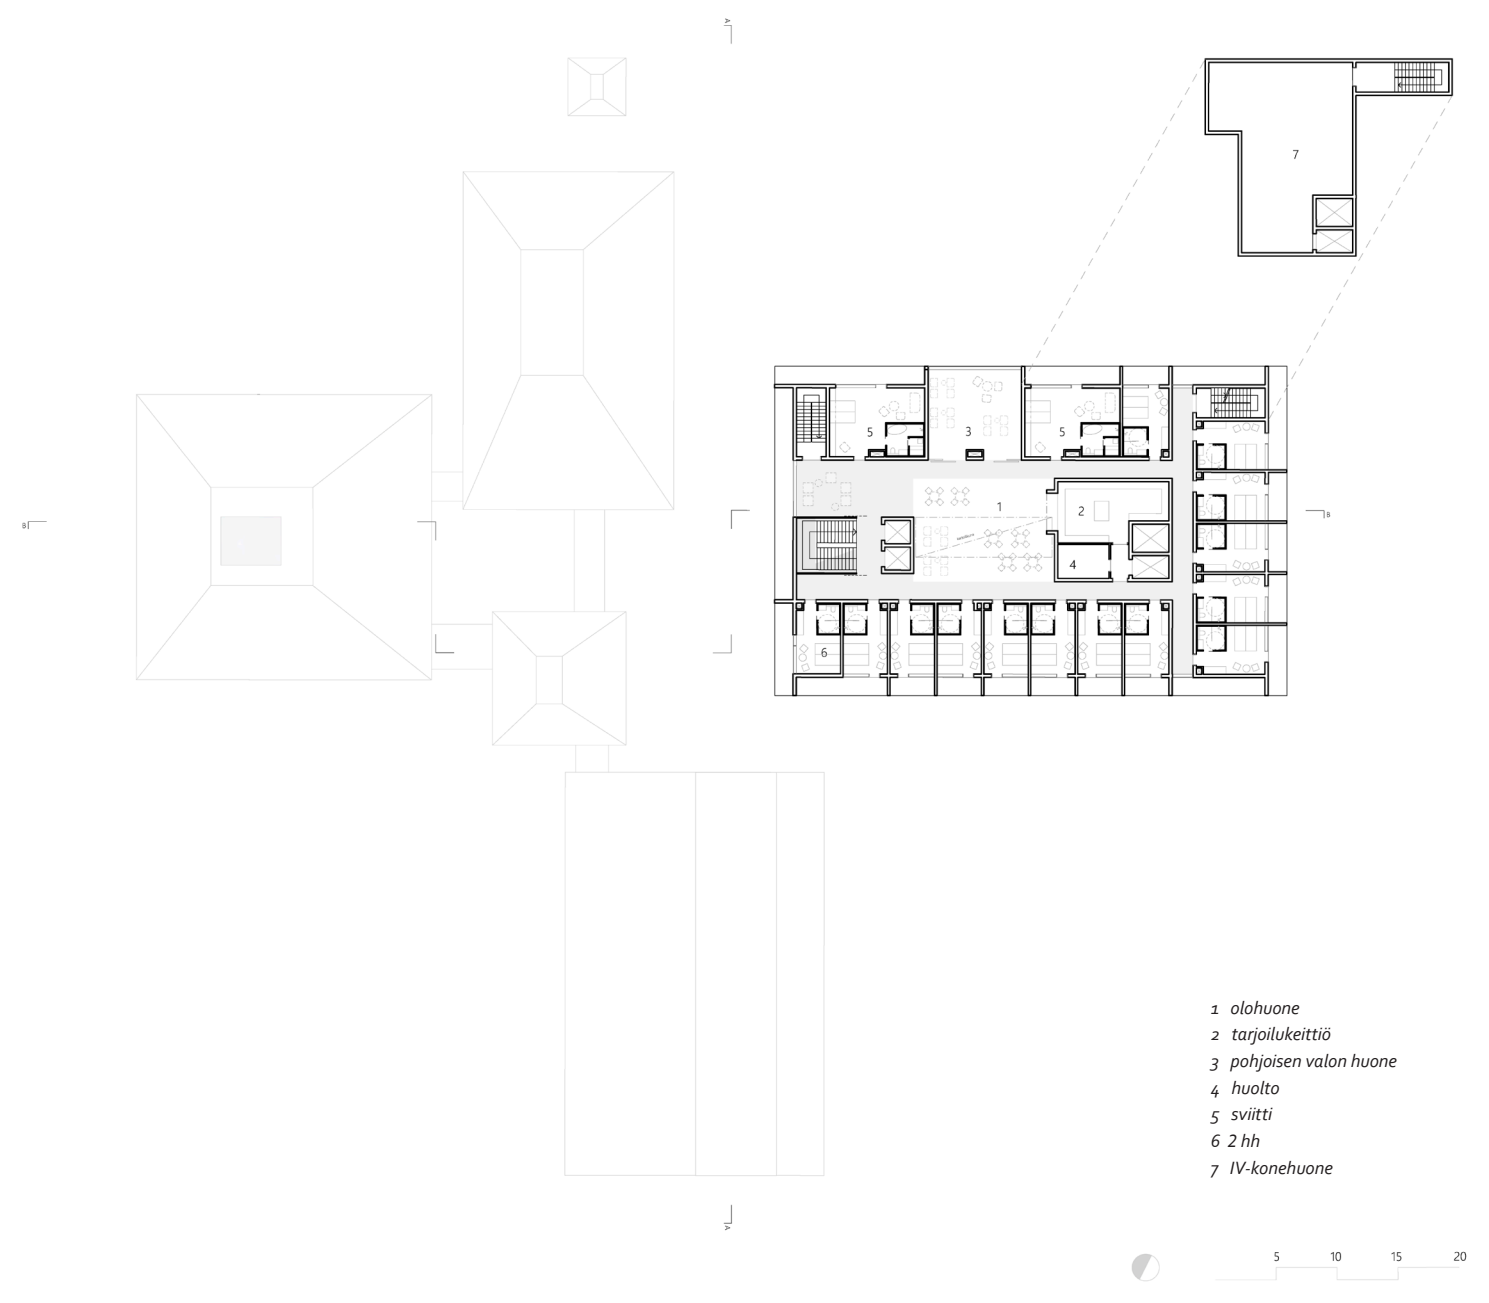 A
7
5
3
5
1
2
B
B
4
6
1 olohuone
2 tarjoilukeittiö
3 pohjoisen valon huone
4 huolto
5 sviitti
6 2 hh
7 IV-konehuone
A
5 10 15 20